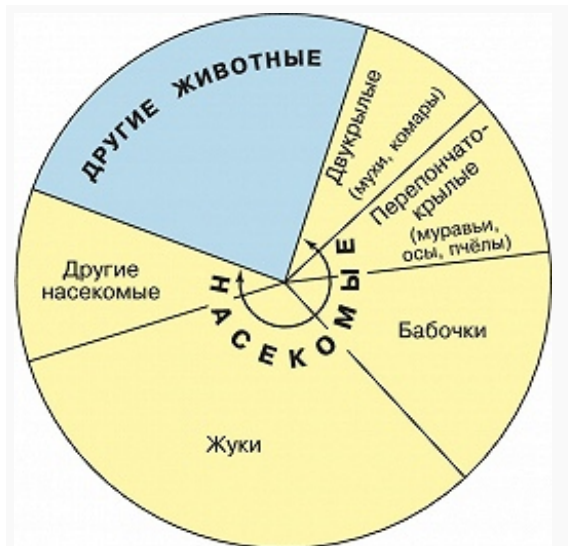 ДРУГИЕ ЖИВОТНЫЕ
Двукрылые
(мухи, комары)
Перепончато-
крылые
(муравьи,
осы, пчёлы)
Другие
насекомые
НАСЕКОМЫЕ
Бабочки
Жуки